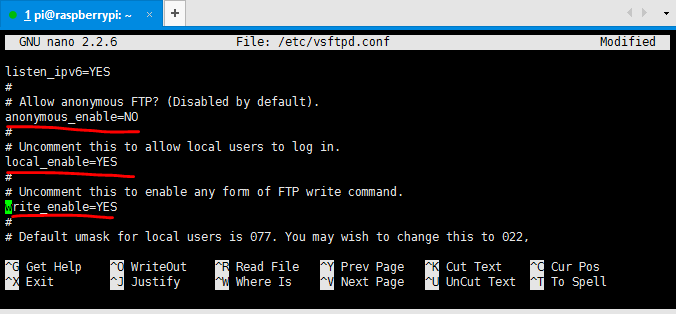 1 pi@raspberrypi: ~ × +
GNU nano 2.2.6 File: /etc/vsftpd.conf Modified
listen_ipv6=YES
#
# Allow anonymous FTP? (Disabled by default).
anonymous_enable=NO
#
# Uncomment this to allow local users to log in.
local_enable=YES
#
# Uncomment this to enable any form of FTP write command.
write_enable=YES
#
# Default umask for local users is 077. You may wish to change this to 022,
^G Get Help ^O WriteOut ^R Read File ^Y Prev Page ^K Cut Text ^C Cur Pos
^X Exit ^J Justify ^W Where Is ^V Next Page ^U UnCut Text ^T To Spell